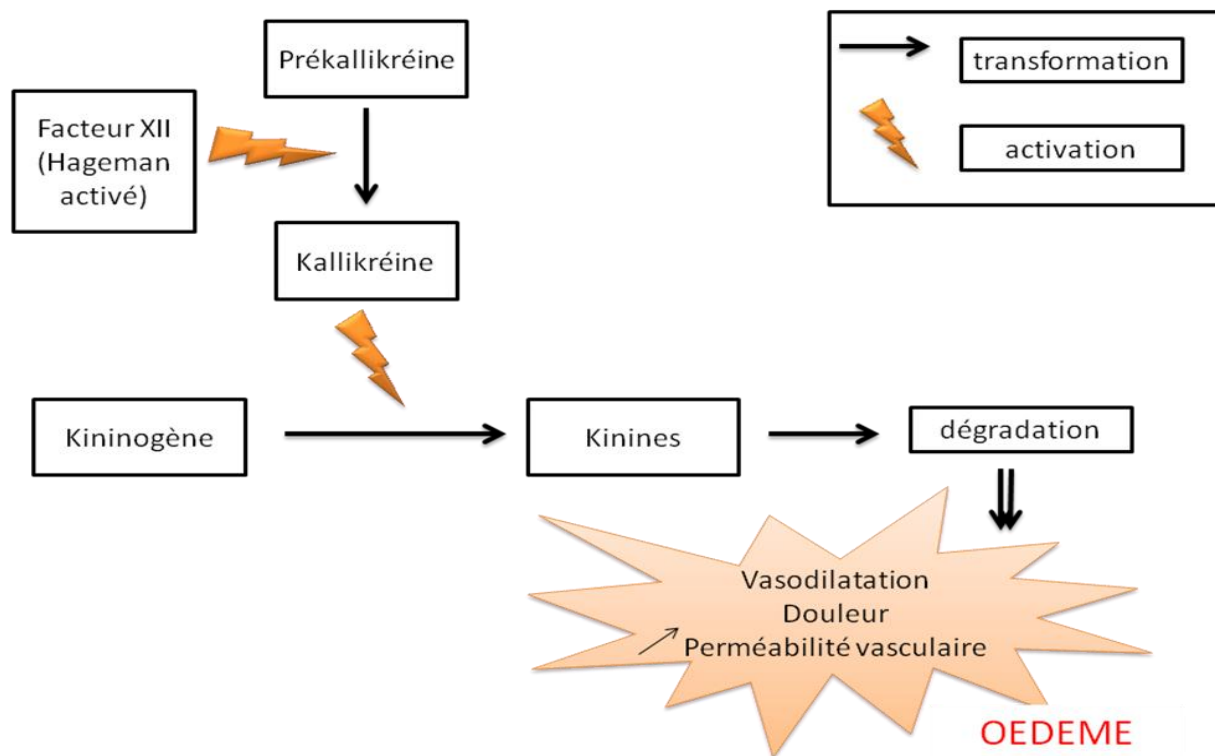 Prékallikréine
transformation
Facteur XII
(Hageman
activé)
activation
Kallikréine
Kininogène
Kinines
dégradation
Vasodilatation
Douleur
Perméabilité vasculaire
OEDEME